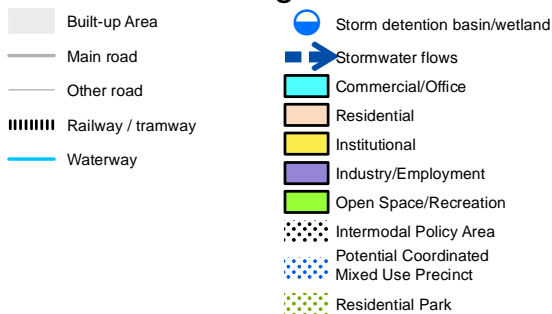 Built-up Area
Main road
Other road
Railway / tramway
Waterway
Storm detention basin/wetland
Stormwater flows
Commercial/Office
Residential
Institutional
Industry/Employment
Open Space/Recreation
Intermodal Policy Area
Potential Coordinated
Mixed Use Precinct
Residential Park